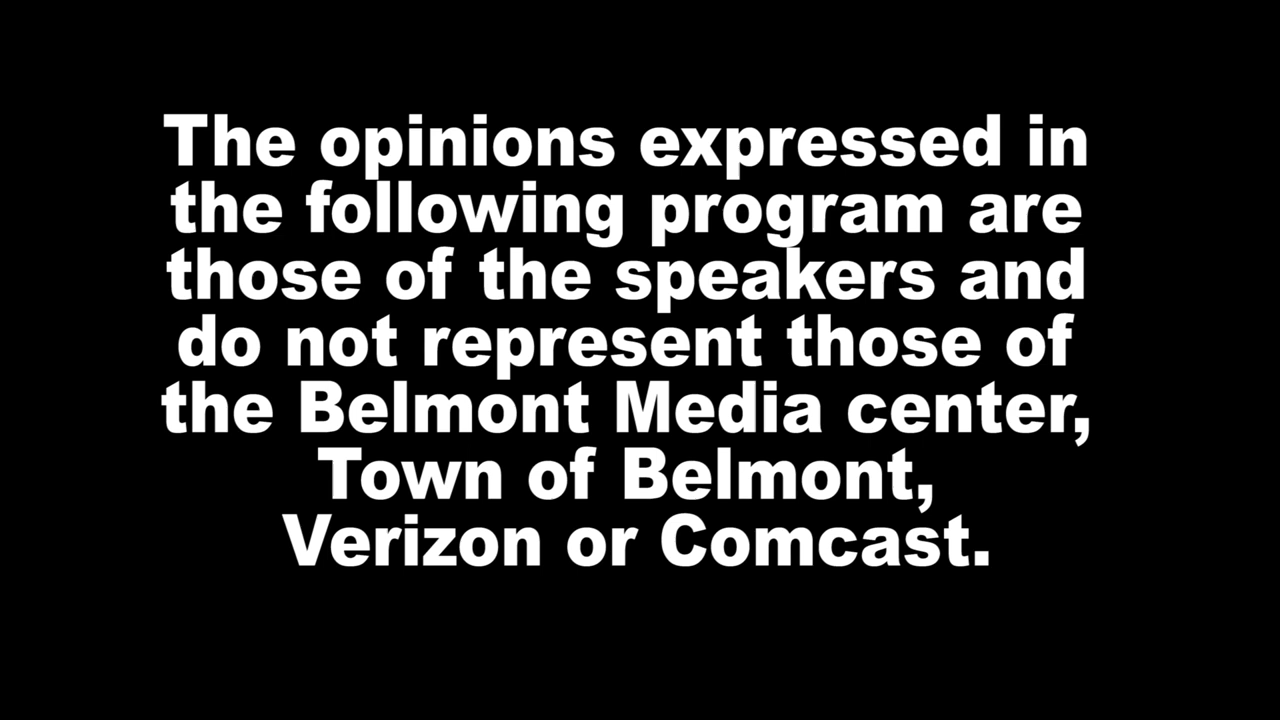 The opinions expressed in
the following program are
those of the speakers and
do not represent those of
the Belmont Media center,
Town of Belmont,
Verizon or Comcast.